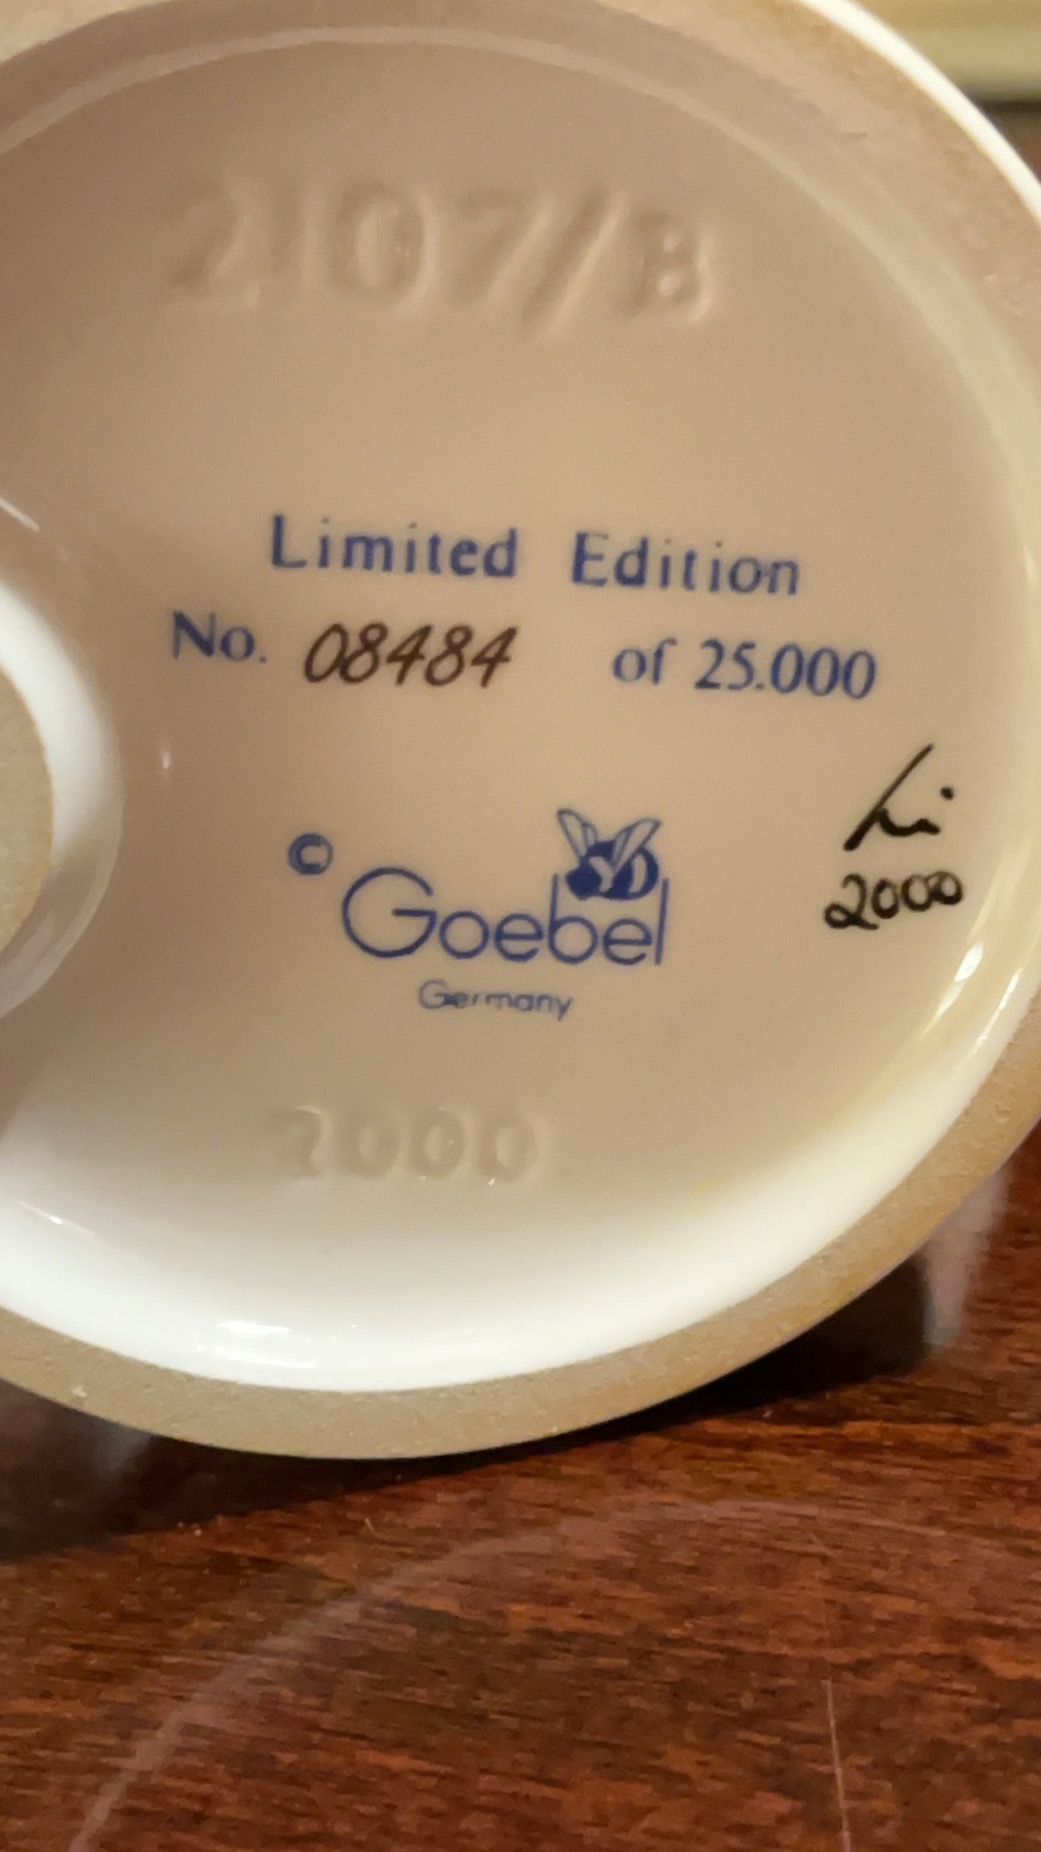 2107/B
Limited Edition
No. 08484 of 25.000
© Goebel
Germany
2000
2000